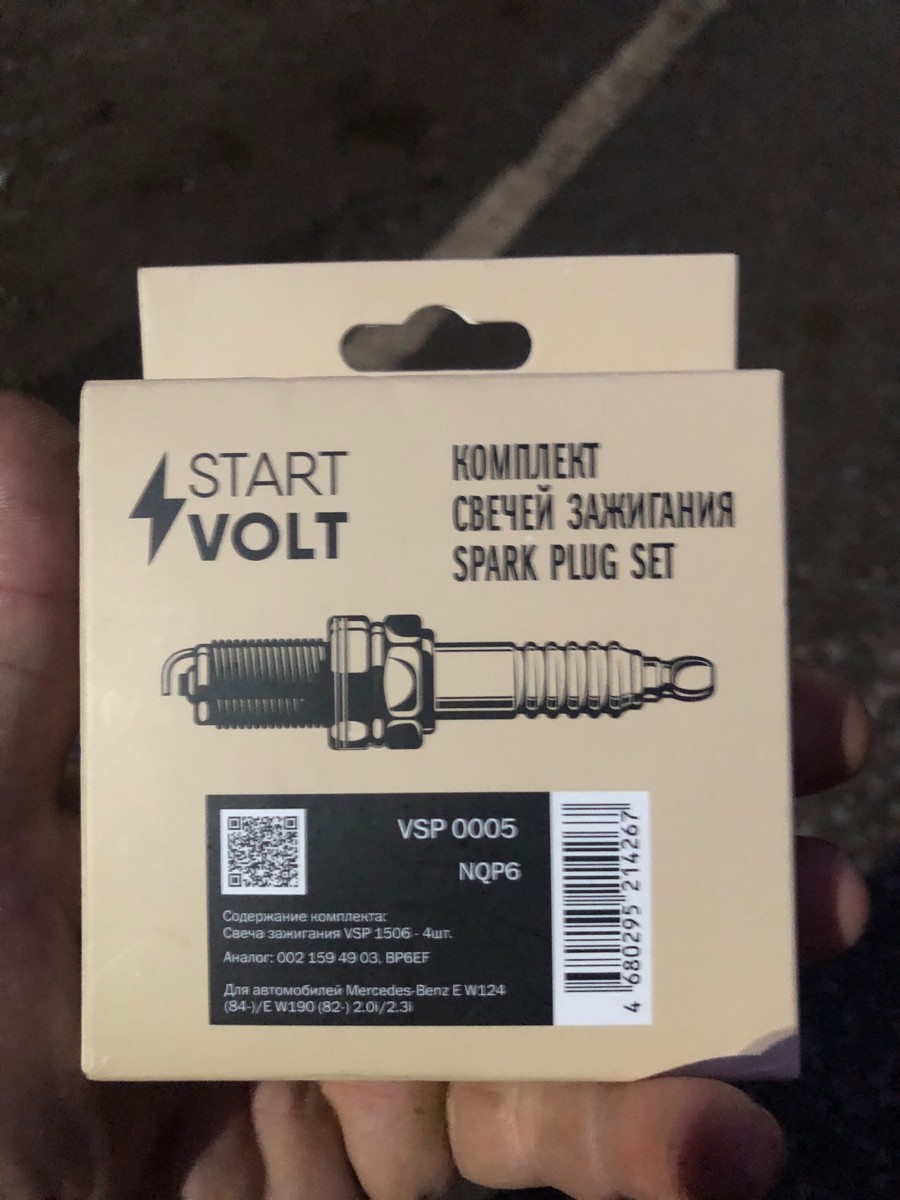 START
VOLT
КОМПЛЕКТ
СВЕЧЕЙ ЗАЖИГАНИЯ
SPARK PLUG SET
VSP 0005
NQP6
Содержание комплекта:
Свеча зажигания VSP 1506 - 4шт.
Аналог: 002 159 49 03, BP6EF
Для автомобилей Mercedes-Benz E W124
(84-)/E W190 (82-) 2.0i/2.3i
4 680295 214267